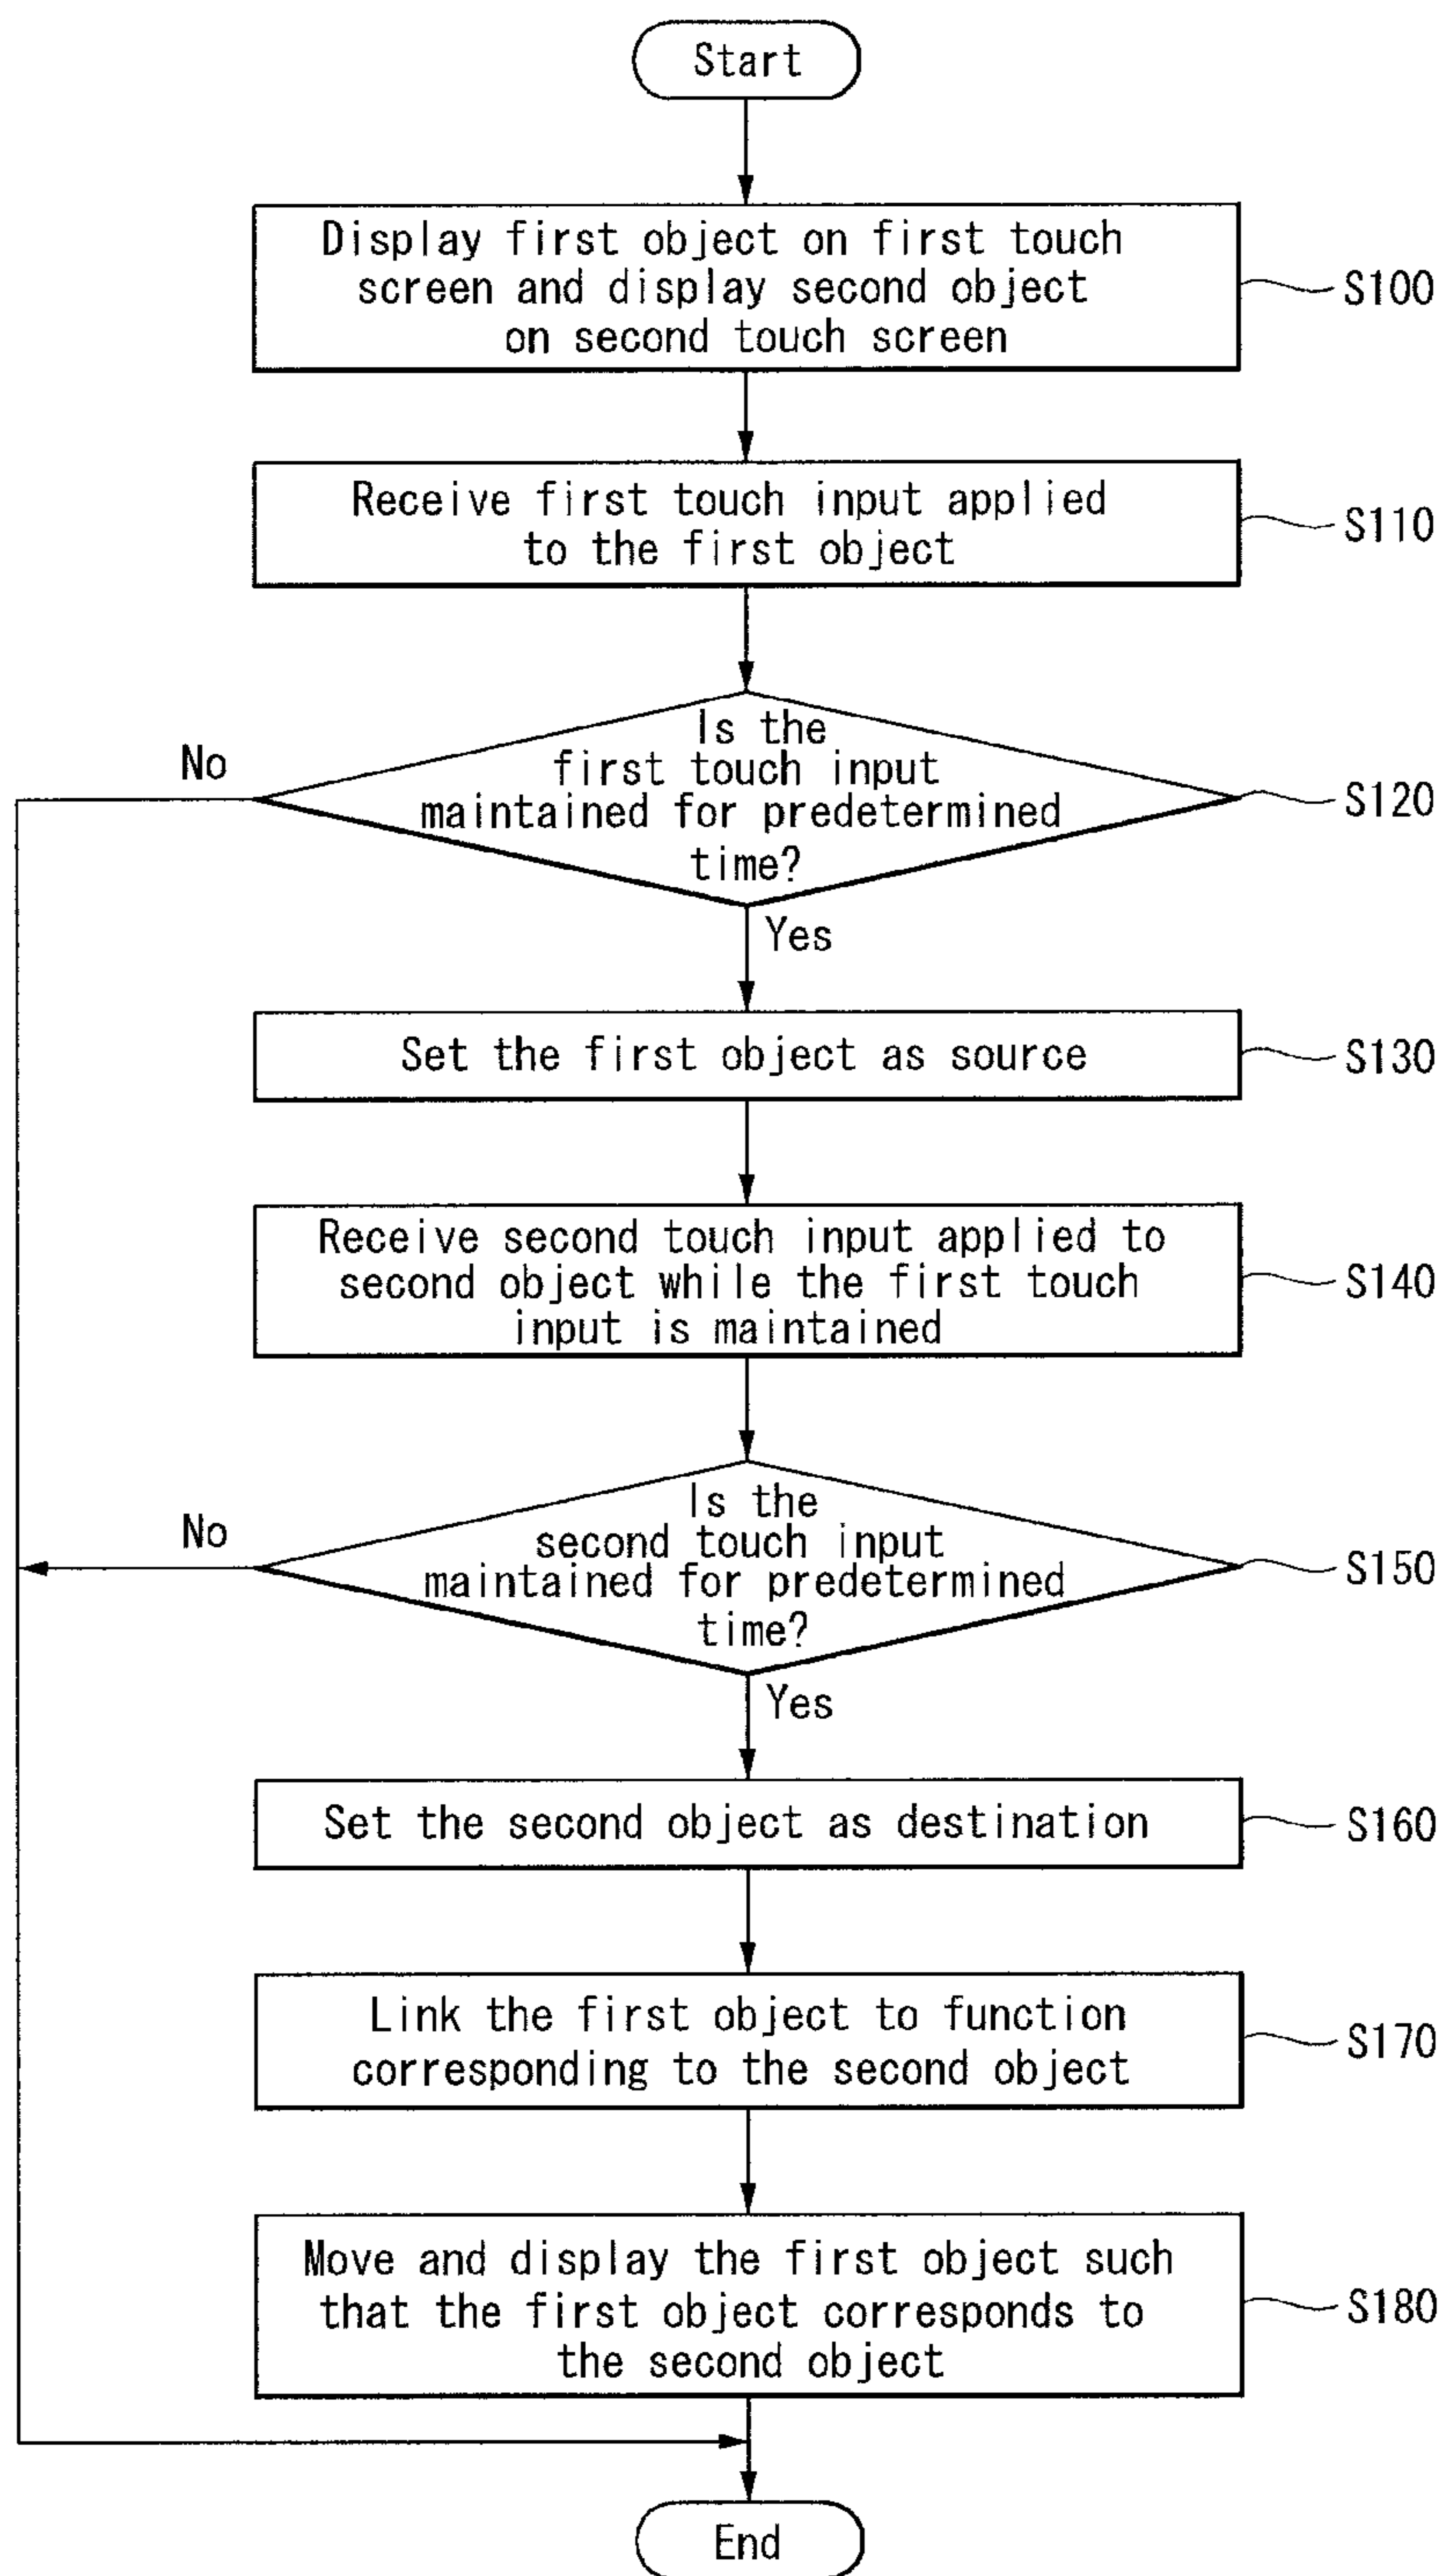 Start
Display first object on first touch
screen and display second object
on second touch screen
S100
Receive first touch input applied
to the first object
S110
Is the
first touch input
maintained for predetermined
time?
No
S120
Yes
Set the first object as source
S130
Receive second touch input applied to
second object while the first touch
input is maintained
S140
Is the
second touch input
maintained for predetermined
time?
No
S150
Yes
Set the second object as destination
S160
Link the first object to function
corresponding to the second object
S170
Move and display the first object such
that the first object corresponds to
the second object
S180
End